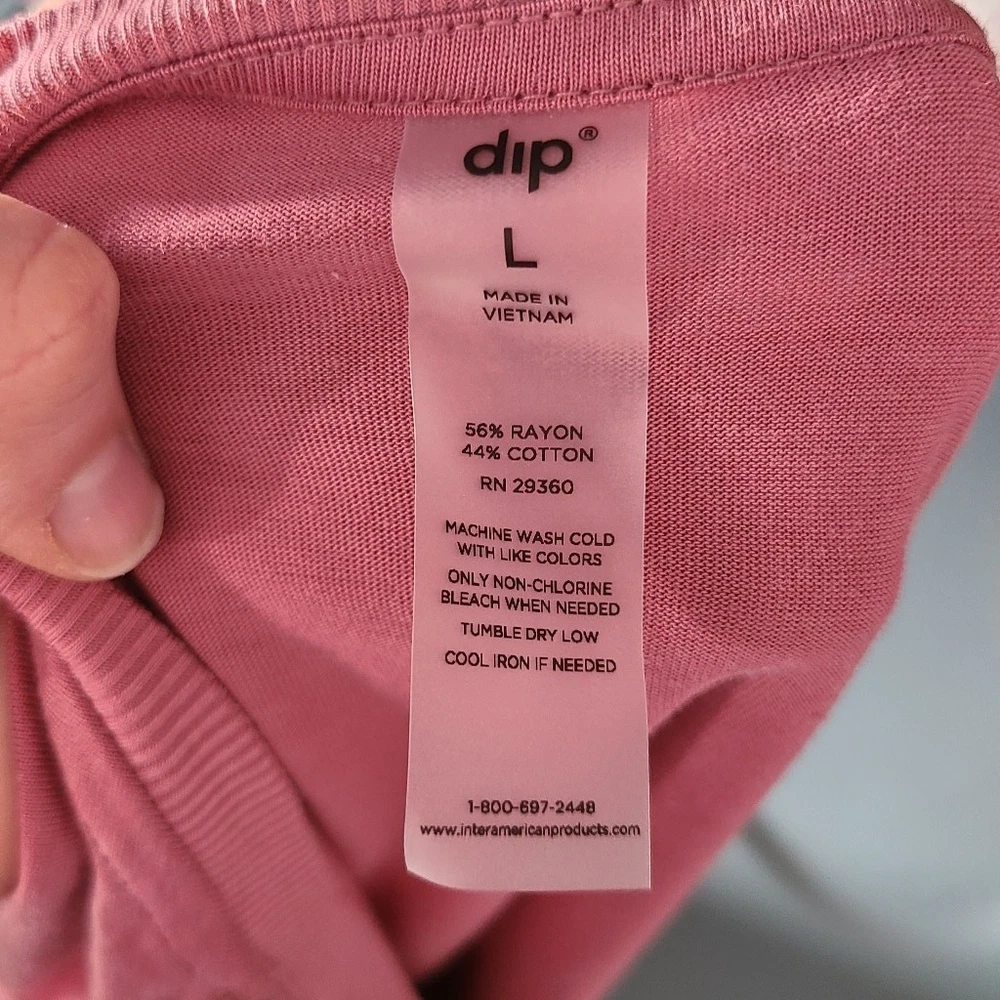 dip®
L
MADE IN
VIETNAM
56% RAYON
44% COTTON
RN 29360
MACHINE WASH COLD
WITH LIKE COLORS
ONLY NON-CHLORINE
BLEACH WHEN NEEDED
TUMBLE DRY LOW
COOL IRON IF NEEDED
1-800-697-2448
www.interamericanproducts.com